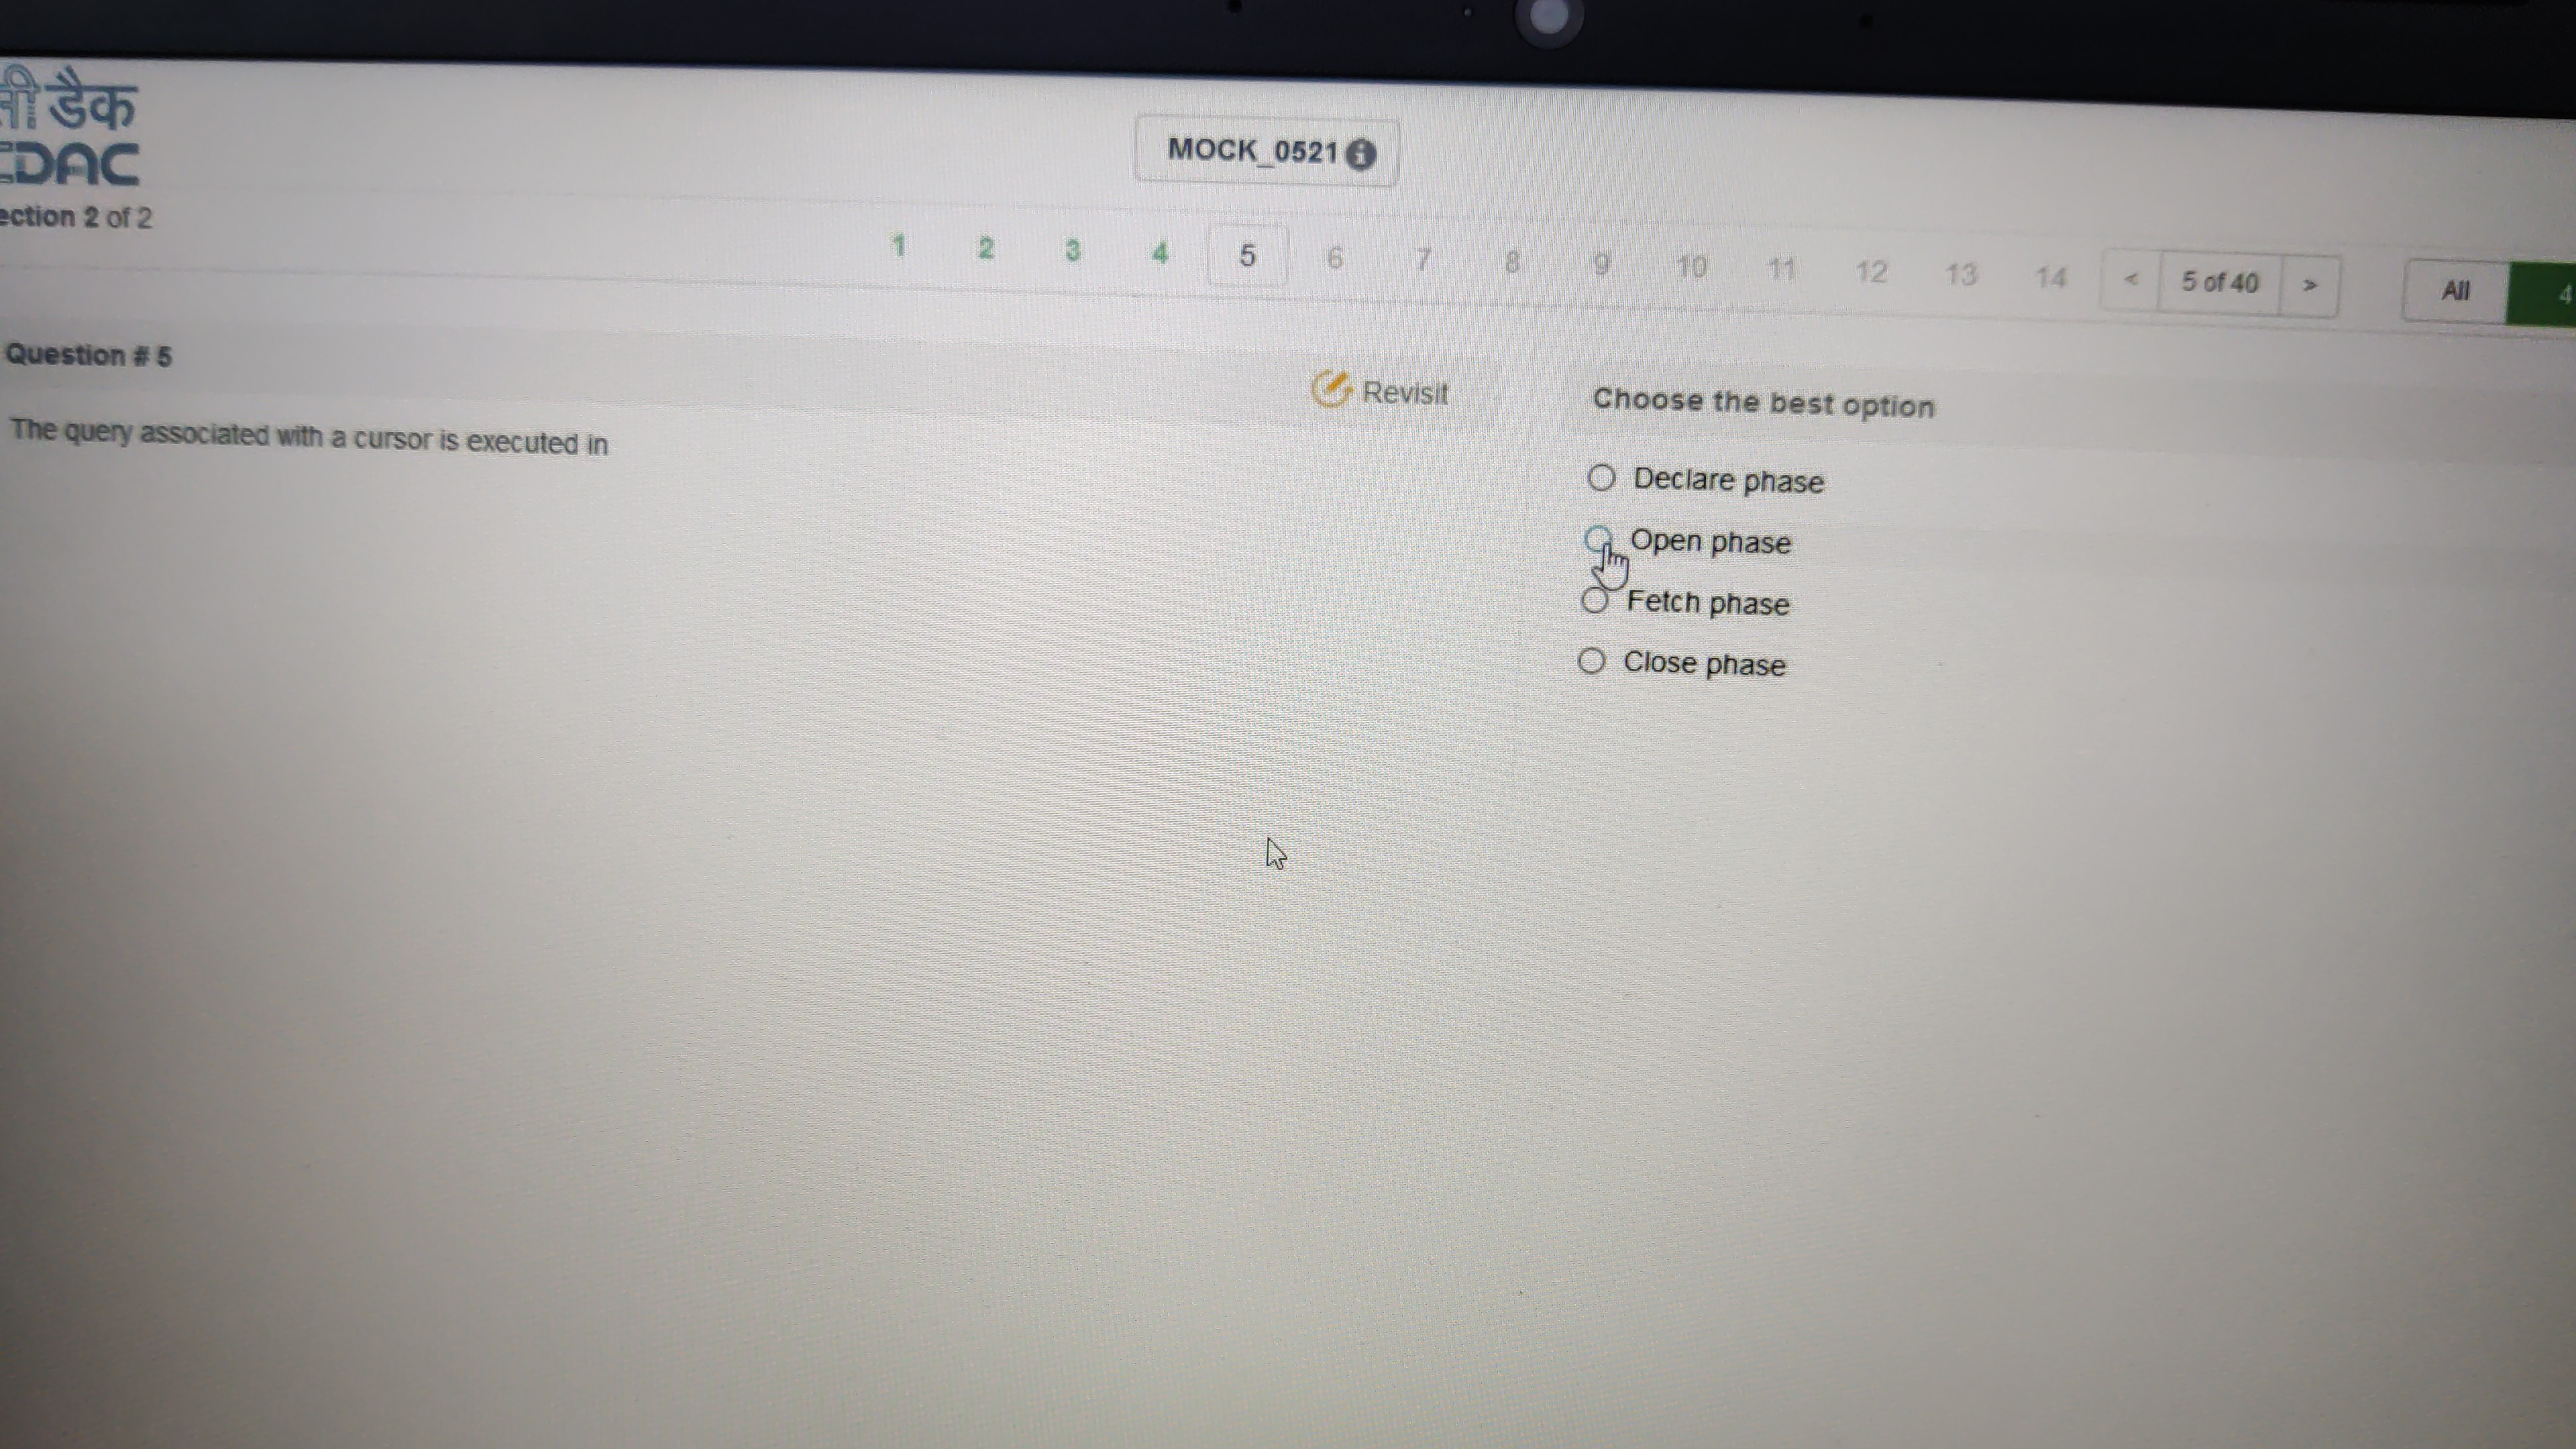 डैक
CDAC
MOCK_0521
ection 2 of 2
1 2 3 4 5 6 7 8 9 10 11 12 13 14 < 5 of 40 > All 4
Question # 5
Revisit
The query associated with a cursor is executed in
Choose the best option
Declare phase
Open phase
Fetch phase
Close phase